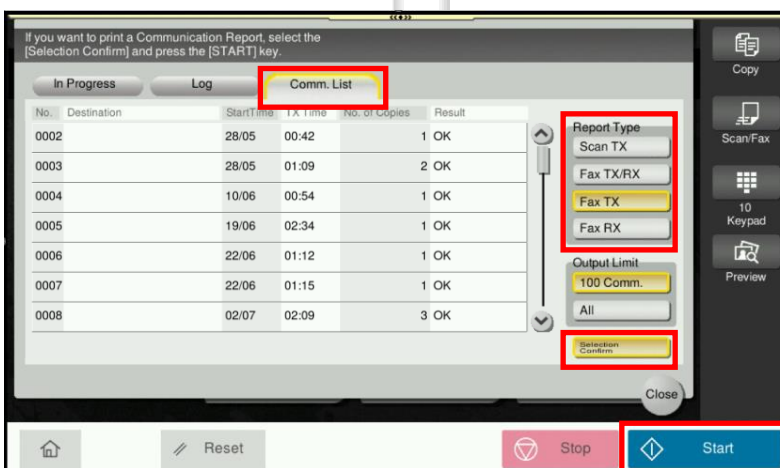 If you want to print a Communication Report, select the
[Selection Confirm] and press the [START] key.
In Progress Log Comm. List
No. Destination StartTime TX Time No. of Copies Result
0002 28/05 00:42 1 OK
0003 28/05 01:09 2 OK
0004 10/06 00:54 1 OK
0005 19/06 02:34 1 OK
0006 22/06 01:12 1 OK
0007 22/06 01:15 1 OK
0008 02/07 02:09 3 OK
Report Type
Scan TX
Fax TX/RX
Fax TX
Fax RX
Output Limit
100 Comm.
All
Selection
Confirm
Close
Copy
Scan/Fax
10
Keypad
Preview
Reset
Stop
Start